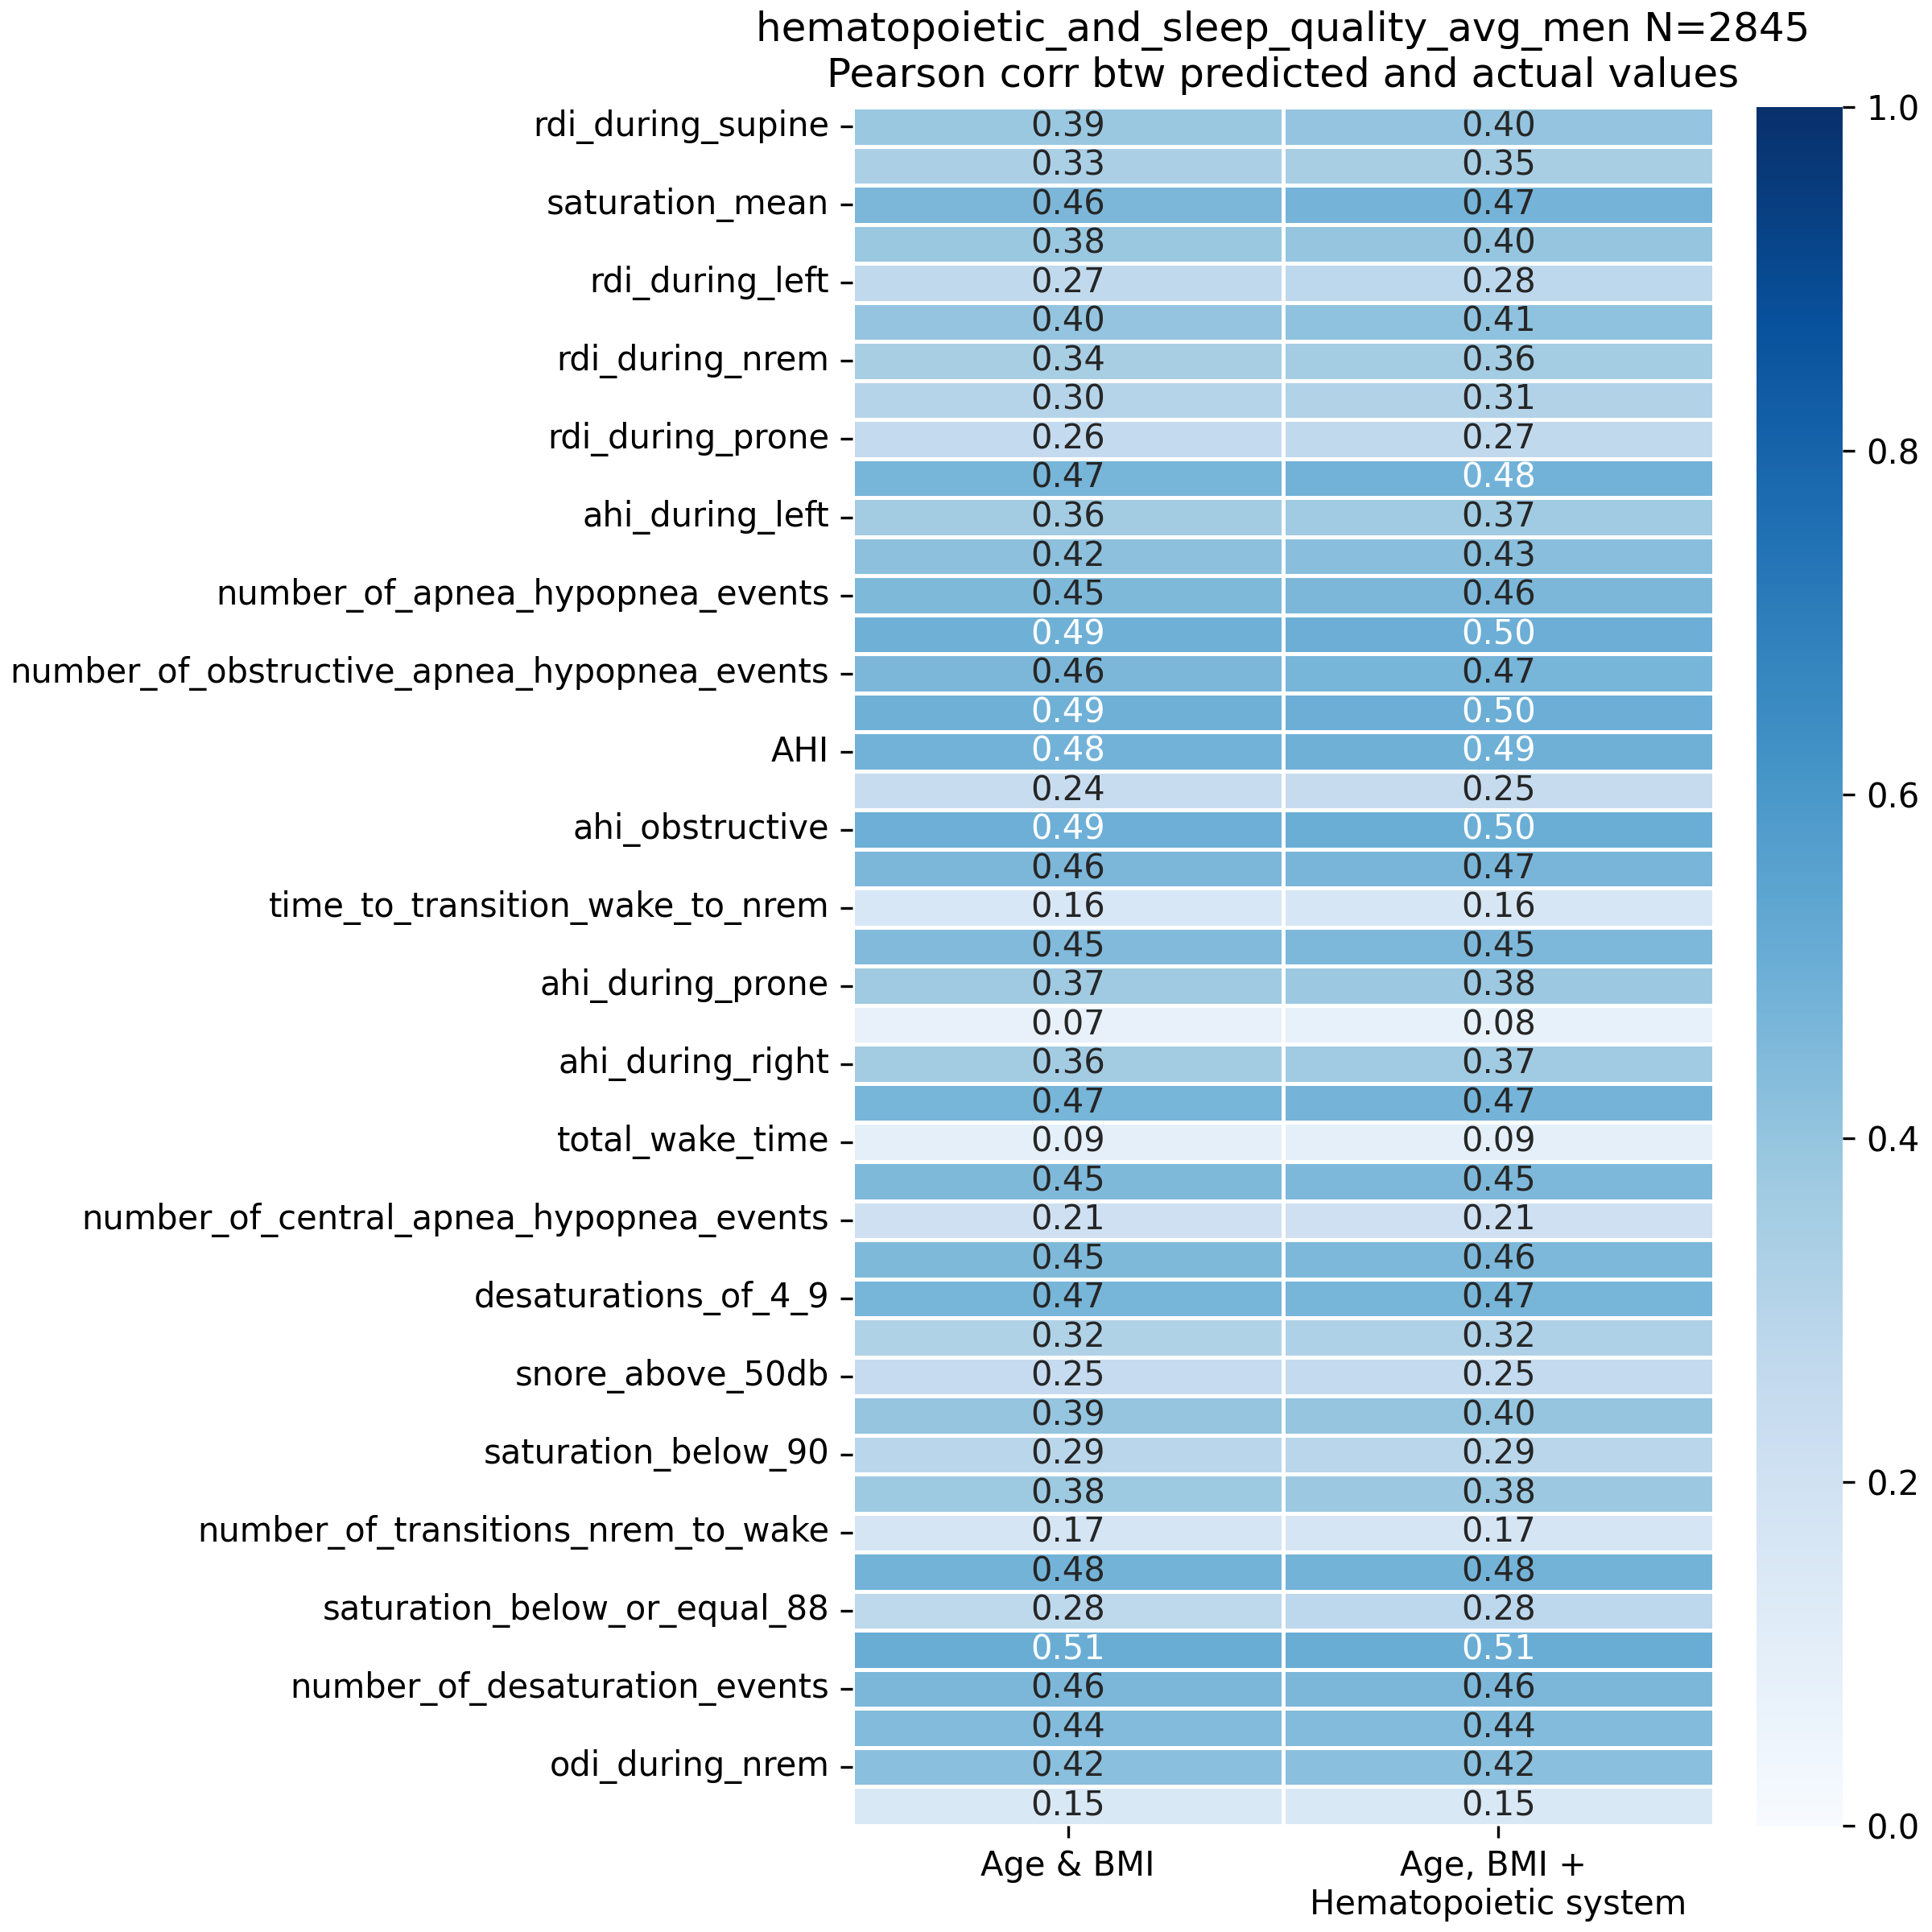 hematopoietic_and_sleep_quality_avg_men N=2845
Pearson corr btw predicted and actual values
rdi_during_supine 0.39 0.40
0.33 0.35
saturation_mean 0.46 0.47
0.38 0.40
rdi_during_left 0.27 0.28
0.40 0.41
rdi_during_nrem 0.34 0.36
0.30 0.31
rdi_during_prone 0.26 0.27
0.47 0.48
ahi_during_left 0.36 0.37
0.42 0.43
number_of_apnea_hypopnea_events 0.45 0.46
0.49 0.50
number_of_obstructive_apnea_hypopnea_events 0.46 0.47
0.49 0.50
AHI 0.48 0.49
0.24 0.25
ahi_obstructive 0.49 0.50
0.46 0.47
time_to_transition_wake_to_nrem 0.16 0.16
0.45 0.45
ahi_during_prone 0.37 0.38
0.07 0.08
ahi_during_right 0.36 0.37
0.47 0.47
total_wake_time 0.09 0.09
0.45 0.45
number_of_central_apnea_hypopnea_events 0.21 0.21
0.45 0.46
desaturations_of_4_9 0.47 0.47
0.32 0.32
snore_above_50db 0.25 0.25
0.39 0.40
saturation_below_90 0.29 0.29
0.38 0.38
number_of_transitions_nrem_to_wake 0.17 0.17
0.48 0.48
saturation_below_or_equal_88 0.28 0.28
0.51 0.51
number_of_desaturation_events 0.46 0.46
0.44 0.44
odi_during_nrem 0.42 0.42
0.15 0.15
Age & BMI
Age, BMI +
Hematopoietic system
1.0
0.8
0.6
0.4
0.2
0.0